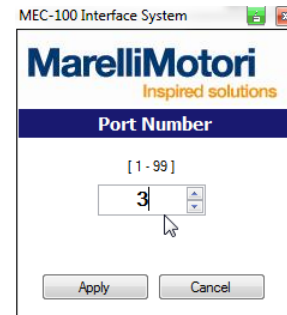 MEC-100 Interface System
MarelliMotori
Inspired solutions
Port Number
[ 1 - 99 ]
3
Apply Cancel